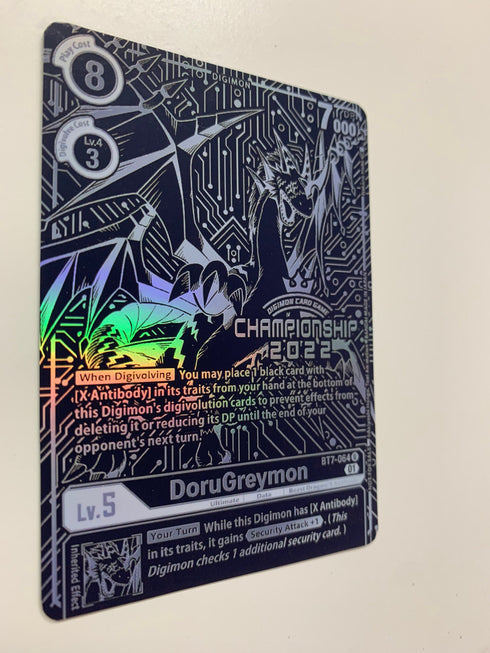 Play Cost
8
DIGIMON
7000 DP
Digivolve Cost
Lv.4
3
DIGIMON CARD GAME
CHAMPIONSHIP
2022
When Digivolving You may place 1 black card with
[X Antibody] in its traits from your hand at the bottom of
this Digimon's digivolution cards to prevent effects from
deleting it or reducing its DP until the end of your
opponent's next turn.
BT7-064 U
01
DoruGreymon
Lv.5
Ultimate Data Beast Dragon
Inherited Effect
Your Turn While this Digimon has [X Antibody]
in its traits, it gains Security Attack +1. (This
Digimon checks 1 additional security card.)